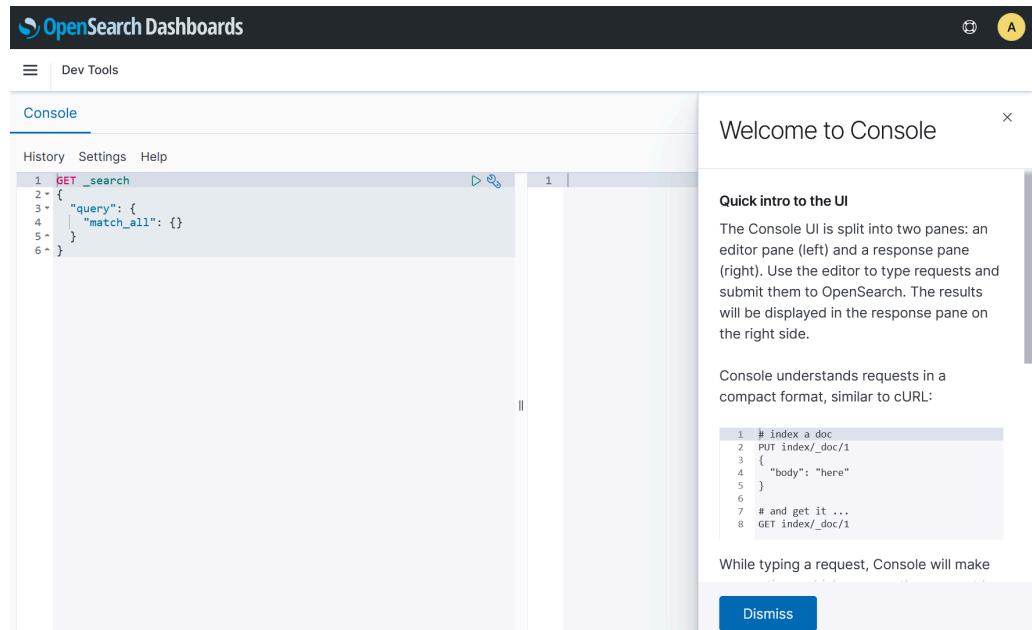 OpenSearch Dashboards
A
Dev Tools
Console
History Settings Help
1 GET _search
2 {
3 "query": {
4 "match_all": {}
5 }
6 }
1
Welcome to Console
Quick intro to the UI
The Console UI is split into two panes: an
editor pane (left) and a response pane
(right). Use the editor to type requests and
submit them to OpenSearch. The results
will be displayed in the response pane on
the right side.
Console understands requests in a
compact format, similar to cURL:
1 # index a doc
2 PUT index/_doc/1
3 {
4 "body": "here"
5 }
6
7 # and get it ...
8 GET index/_doc/1
While typing a request, Console will make
Dismiss